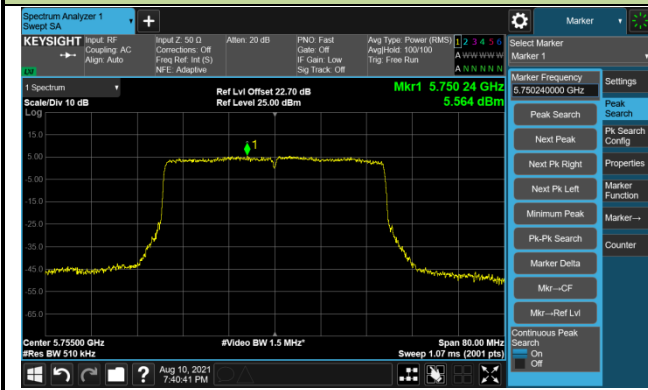 Spectrum Analyzer 1
Swept SA
+
Marker
KEYSIGHT
Input: RF
Coupling: AC
Align: Auto
Input Z: 50 Ω
Corrections: Off
Freq Ref: Int (S)
NFE: Adaptive
Atten: 20 dB
PNO: Fast
Gate: Off
IF Gain: Low
Sig Track: Off
Avg Type: Power (RMS)
Avg|Hold: 100/100
Trig: Free Run
1 2 3 4 5 6
A WW WW W
A N N N N N
LXI
Select Marker
Marker 1
1 Spectrum
Scale/Div 10 dB
Log
Ref Lvl Offset 22.70 dB
Ref Level 25.00 dBm
Mkr1 5.750 24 GHz
5.564 dBm
1
15.0
5.00
-5.00
-15.0
-25.0
-35.0
-45.0
-55.0
-65.0
Center 5.75500 GHz
#Res BW 510 kHz
#Video BW 1.5 MHz*
Span 80.00 MHz
Sweep 1.07 ms (2001 pts)
Marker Frequency
5.750240000 GHz
Peak Search
Next Peak
Next Pk Right
Next Pk Left
Minimum Peak
Pk-Pk Search
Marker Delta
Mkr→CF
Mkr→Ref Lvl
Continuous Peak
Search
On
Off
Settings
Peak
Search
Pk Search
Config
Properties
Marker
Function
Marker→
Counter
?
Aug 10, 2021
7:40:41 PM